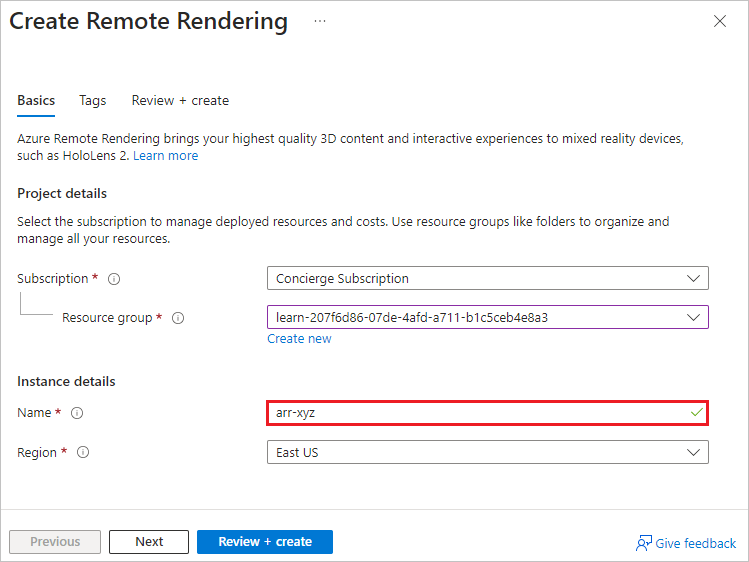 Create Remote Rendering ...
Basics Tags Review + create
Azure Remote Rendering brings your highest quality 3D content and interactive experiences to mixed reality devices,
such as HoloLens 2. Learn more
Project details
Select the subscription to manage deployed resources and costs. Use resource groups like folders to organize and
manage all your resources.
Subscription * Concierge Subscription
Resource group * learn-207f6d86-07de-4afd-a711-b1c5ceb4e8a3
Create new
Instance details
Name * arr-xyz
Region * East US
Previous Next Review + create Give feedback